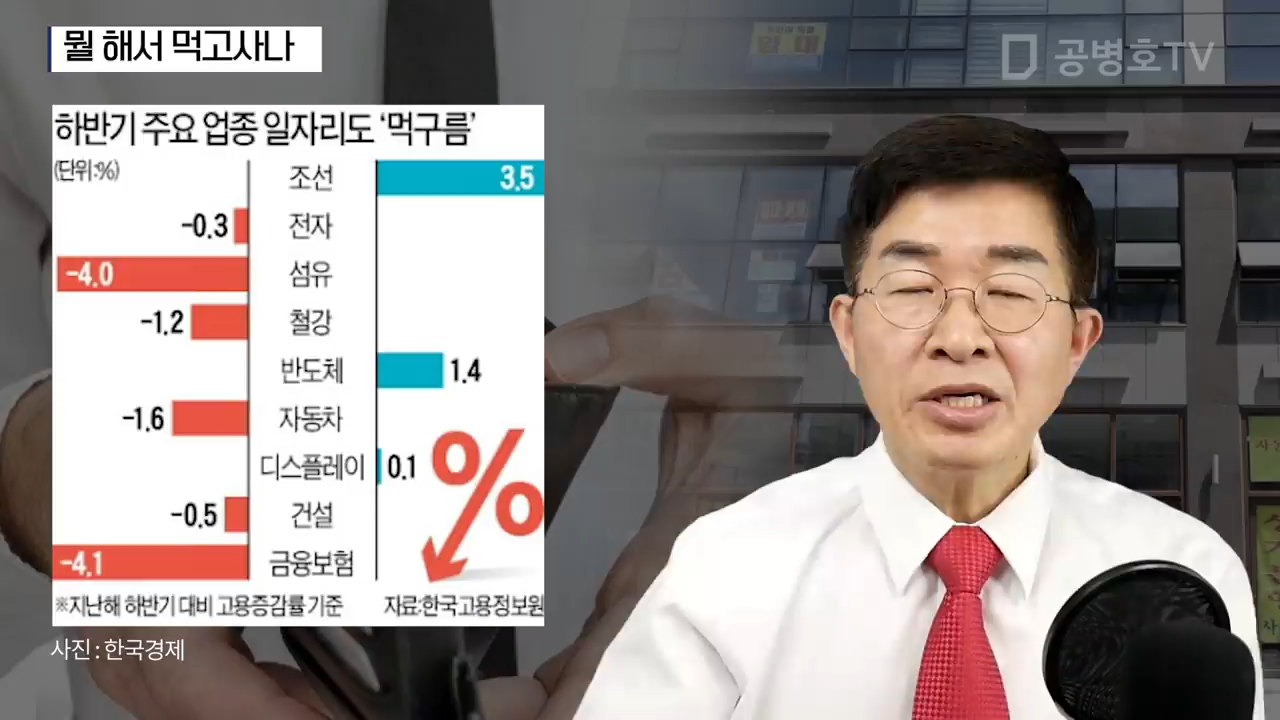 뭘 해서 먹고사나
공병호TV
하반기 주요 업종 일자리도 ‘먹구름’
(단위:%)
조선 3.5
-0.3 전자
-4.0 섬유
-1.2 철강
반도체 1.4
-1.6 자동차
디스플레이 0.1
-0.5 건설
-4.1 금융보험
%
※지난해 하반기 대비 고용증감률 기준 자료:한국고용정보원
사진 : 한국경제